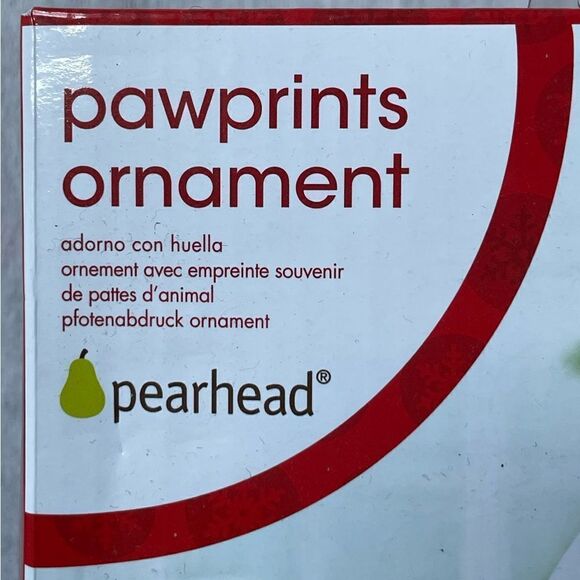 pawprints
ornament
adorno con huella
ornement avec empreinte souvenir
de pattes d'animal
pfotenabdruck ornament
pearhead®